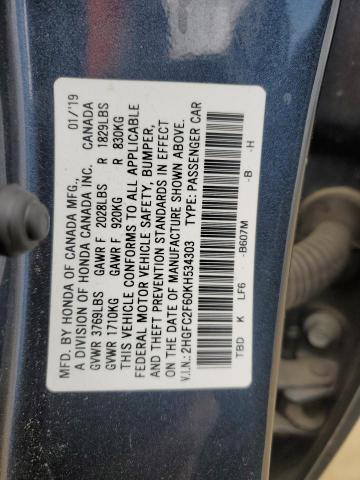 MFD. BY HONDA OF CANADA MFG. 01/'19
A DIVISION OF HONDA CANADA INC. CANADA
GVWR 3769LBS GAWR F 2028LBS R 1829LBS
GVWR 1710KG GAWR F 920KG R 830KG
THIS VEHICLE CONFORMS TO ALL APPLICABLE
FEDERAL MOTOR VEHICLE SAFETY, BUMPER,
AND THEFT PREVENTION STANDARDS IN EFFECT
ON THE DATE OF MANUFACTURE SHOWN ABOVE.
V.I.N.: 2HGFC2F60KH534303 TYPE: PASSENGER CAR
TBD K LF6 -B607M -B -H